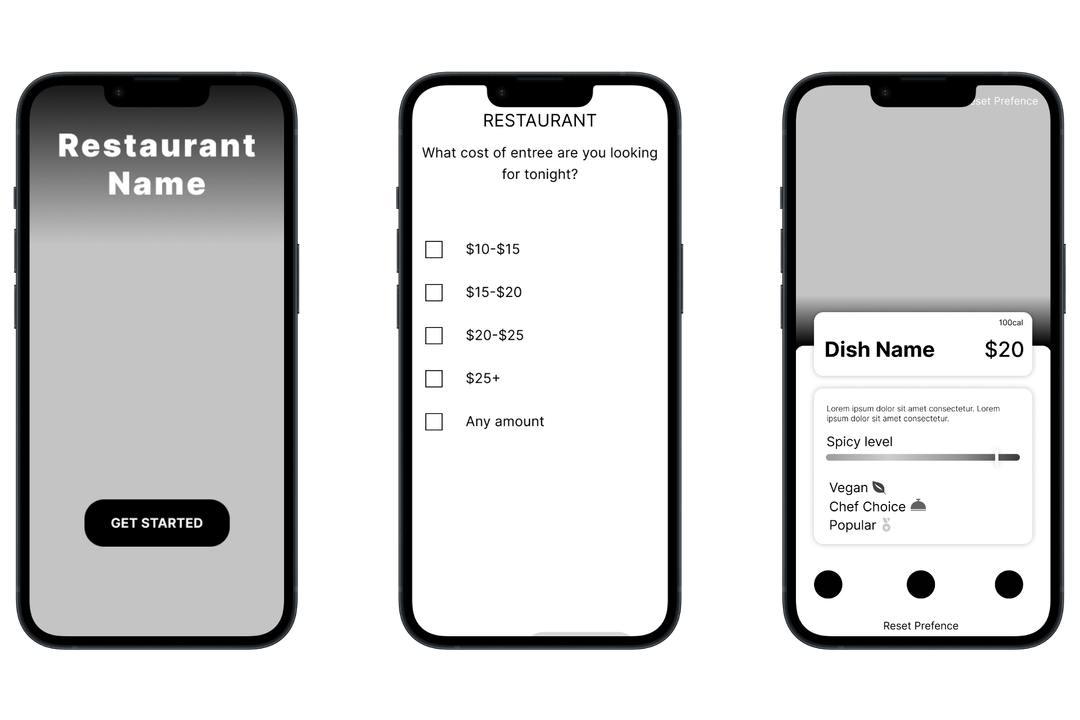 Restaurant
Name
GET STARTED
RESTAURANT
What cost of entree are you looking
for tonight?
$10-$15
$15-$20
$20-$25
$25+
Any amount
Prefence
100cal
Dish Name
$20
Lorem ipsum dolor sit amet consectetur. Lorem
ipsum dolor sit amet consectetur.
Spicy level
Vegan
Chef Choice
Popular
Reset Prefence